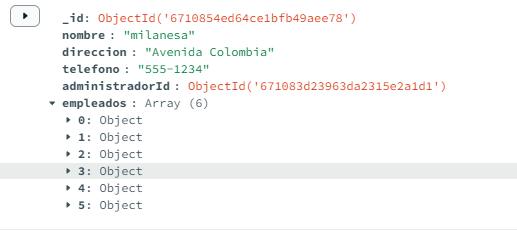 _id: ObjectId('6710854ed64ce1bfb49aee78')
nombre : "milanesa"
direccion : "Avenida Colombia"
telefono : "555-1234"
administradorId : ObjectId('671083d23963da2315e2a1d1')
empleados : Array (6)
0: Object
1: Object
2: Object
3: Object
4: Object
5: Object